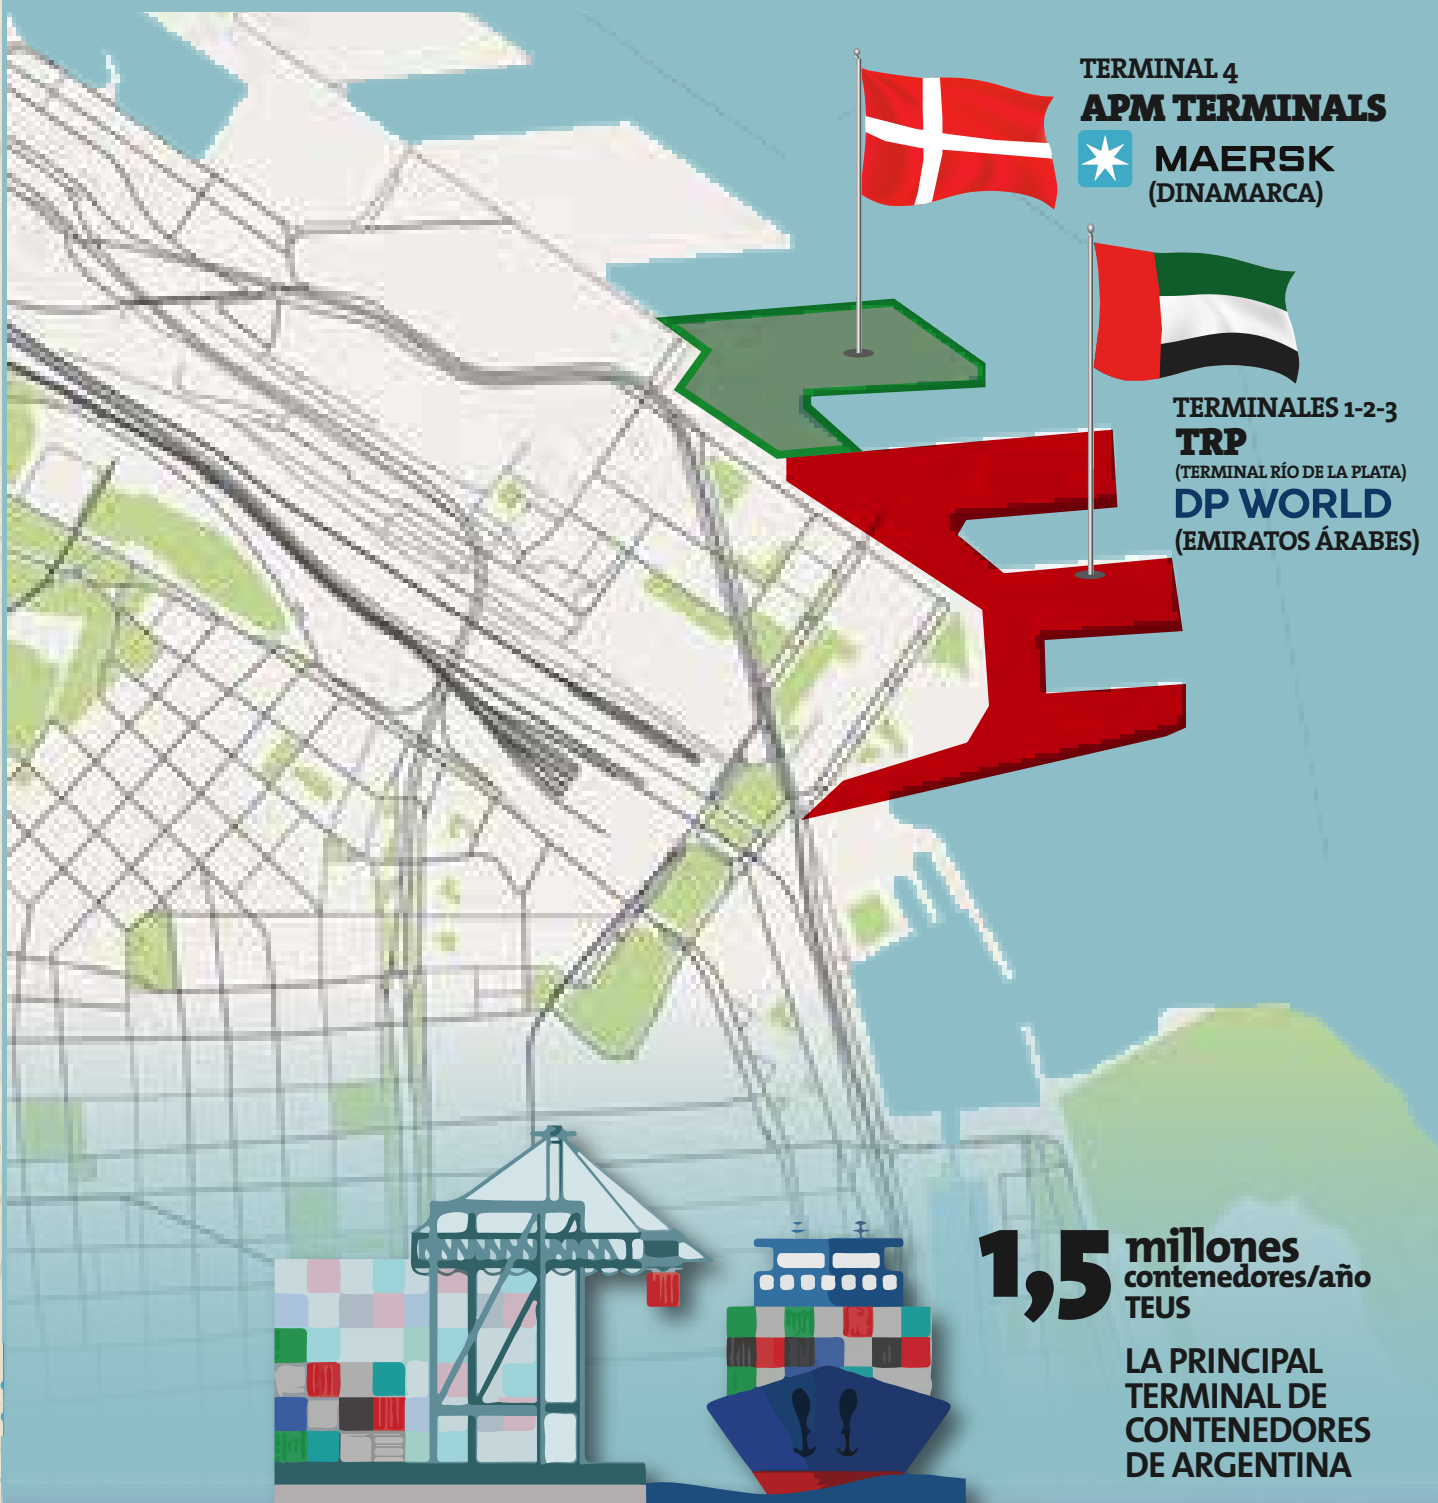 TERMINAL 4
APM TERMINALS
MAERSK
(DINAMARCA)
TERMINALES 1-2-3
TRP
(TERMINAL RÍO DE LA PLATA)
DP WORLD
(EMIRATOS ÁRABES)
1,5 millones
contenedores/año
TEUS
LA PRINCIPAL
TERMINAL DE
CONTENEDORES
DE ARGENTINA